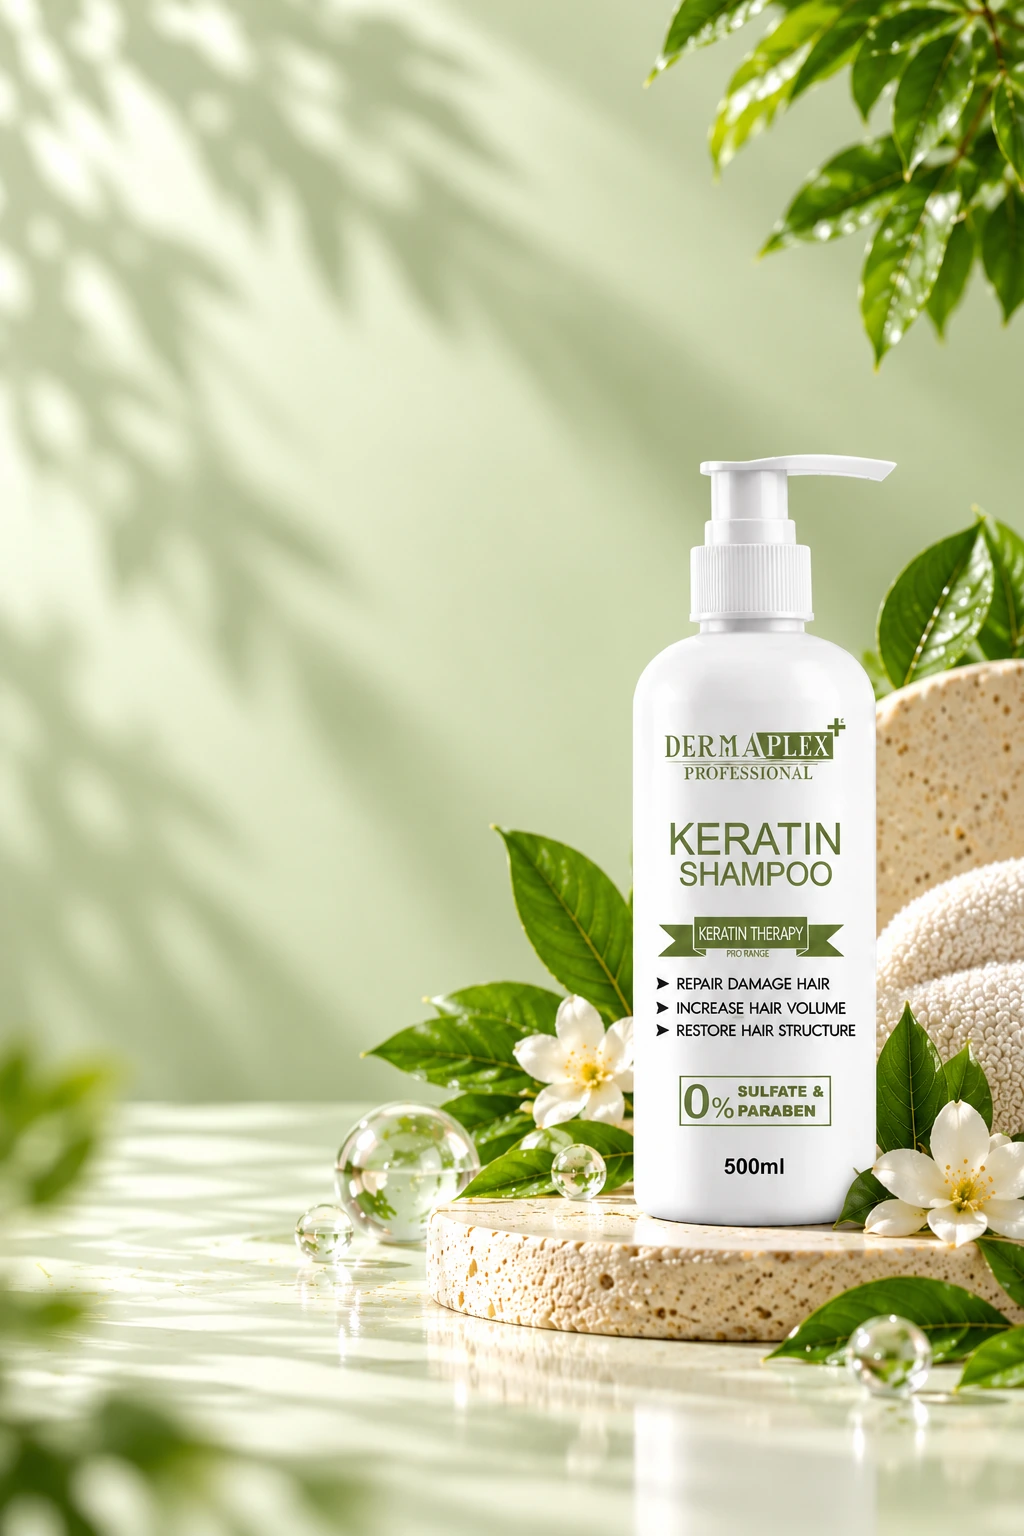 DERMAPLEX+
PROFESSIONAL
KERATIN
SHAMPOO
KERATIN THERAPY
PRO RANGE
➤ REPAIR DAMAGE HAIR
➤ INCREASE HAIR VOLUME
➤ RESTORE HAIR STRUCTURE
0% SULFATE &
PARABEN
500ml